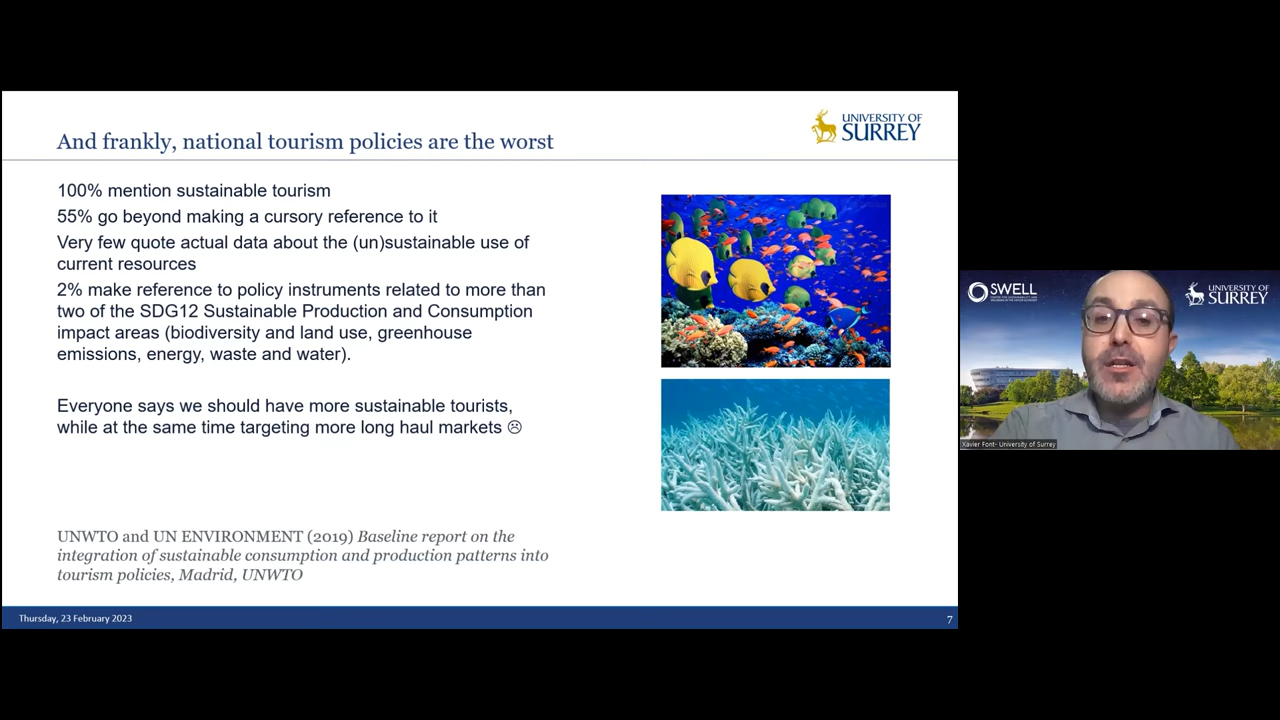 And frankly, national tourism policies are the worst
UNIVERSITY OF
SURREY
100% mention sustainable tourism
55% go beyond making a cursory reference to it
Very few quote actual data about the (un)sustainable use of
current resources
2% make reference to policy instruments related to more than
two of the SDG12 Sustainable Production and Consumption
impact areas (biodiversity and land use, greenhouse
emissions, energy, waste and water).
Everyone says we should have more sustainable tourists,
while at the same time targeting more long haul markets ☹
UNWTO and UN ENVIRONMENT (2019) Baseline report on the
integration of sustainable consumption and production patterns into
tourism policies, Madrid, UNWTO
Thursday, 23 February 2023
7
SWELL
UNIVERSITY OF
SURREY
Xavier Font- University of Surrey